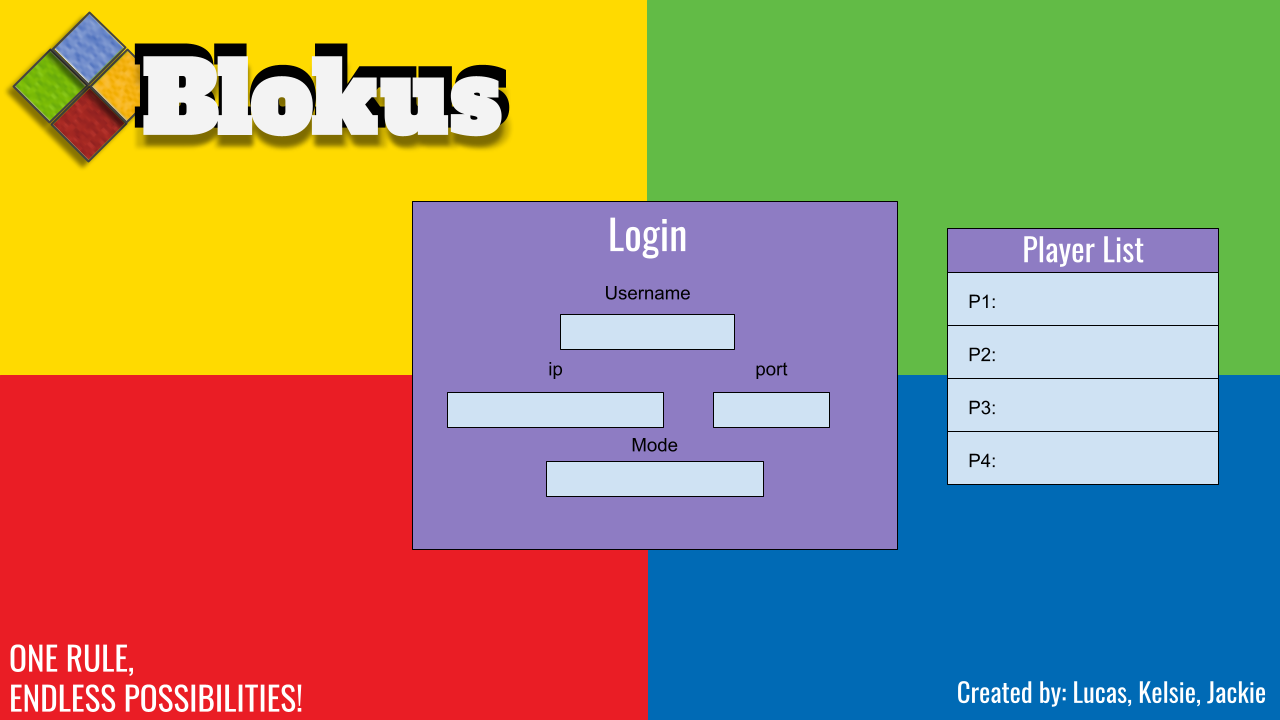 Blokus
Login
Username
ip
port
Mode
Player List
P1:
P2:
P3:
P4:
ONE RULE,
ENDLESS POSSIBILITIES!
Created by: Lucas, Kelsie, Jackie